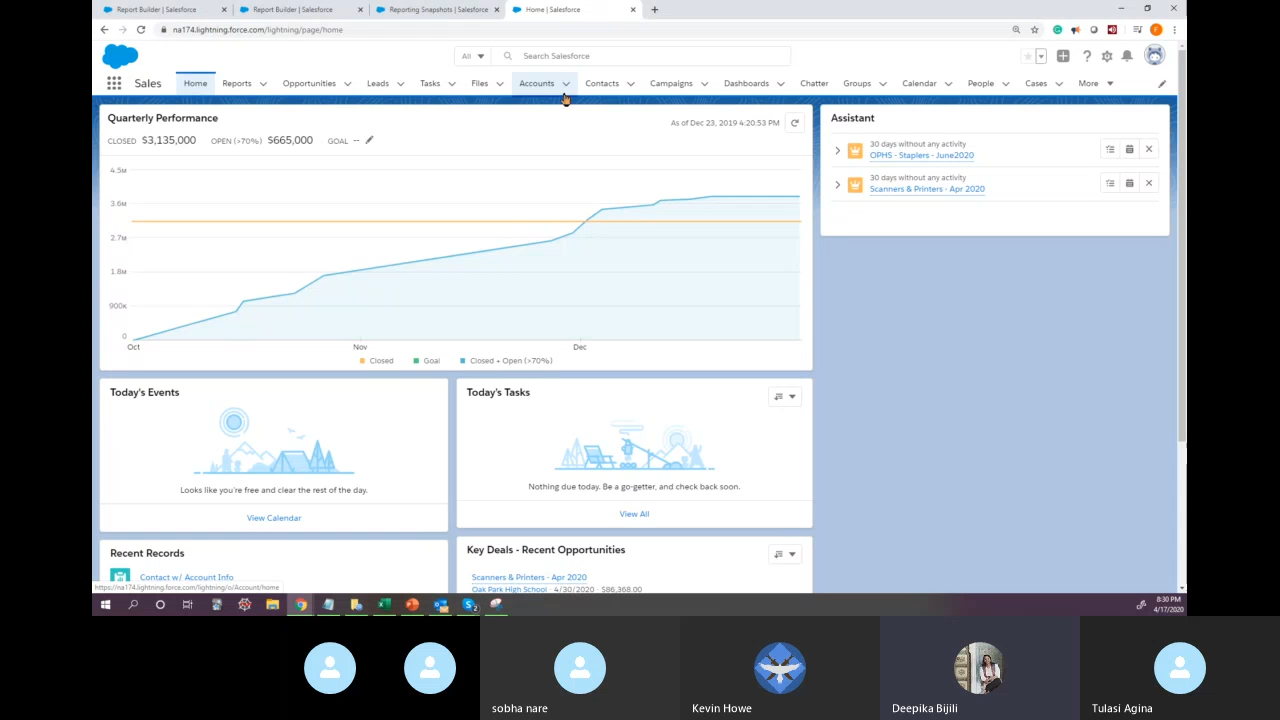 Report Builder | Salesforce
Report Builder | Salesforce
Reporting Snapshots | Salesforce
Home | Salesforce
na174.lightning.force.com/lightning/page/home
All
Search Salesforce
Sales
Home
Reports
Opportunities
Leads
Tasks
Files
Accounts
Contacts
Campaigns
Dashboards
Chatter
Groups
Calendar
People
Cases
More
Quarterly Performance
As of Dec 23, 2019 4:20:53 PM
CLOSED $3,135,000 OPEN (>70%) $665,000 GOAL --
4.5M
3.6M
2.7M
1.8M
900K
0
Oct
Nov
Dec
Closed
Goal
Closed + Open (>70%)
Assistant
30 days without any activity
OPHS - Staplers - June2020
30 days without any activity
Scanners & Printers - Apr 2020
Today's Events
Looks like you're free and clear the rest of the day.
View Calendar
Today's Tasks
Nothing due today. Be a go-getter, and check back soon.
View All
Recent Records
Contact w/ Account Info
Key Deals - Recent Opportunities
Scanners & Printers - Apr 2020
Oak Park High School · 4/30/2020 · $86,368.00
https://na174.lightning.force.com/lightning/o/Account/home
8:30 PM
4/17/2020
sobha nare
Kevin Howe
Deepika Bijili
Tulasi Agina